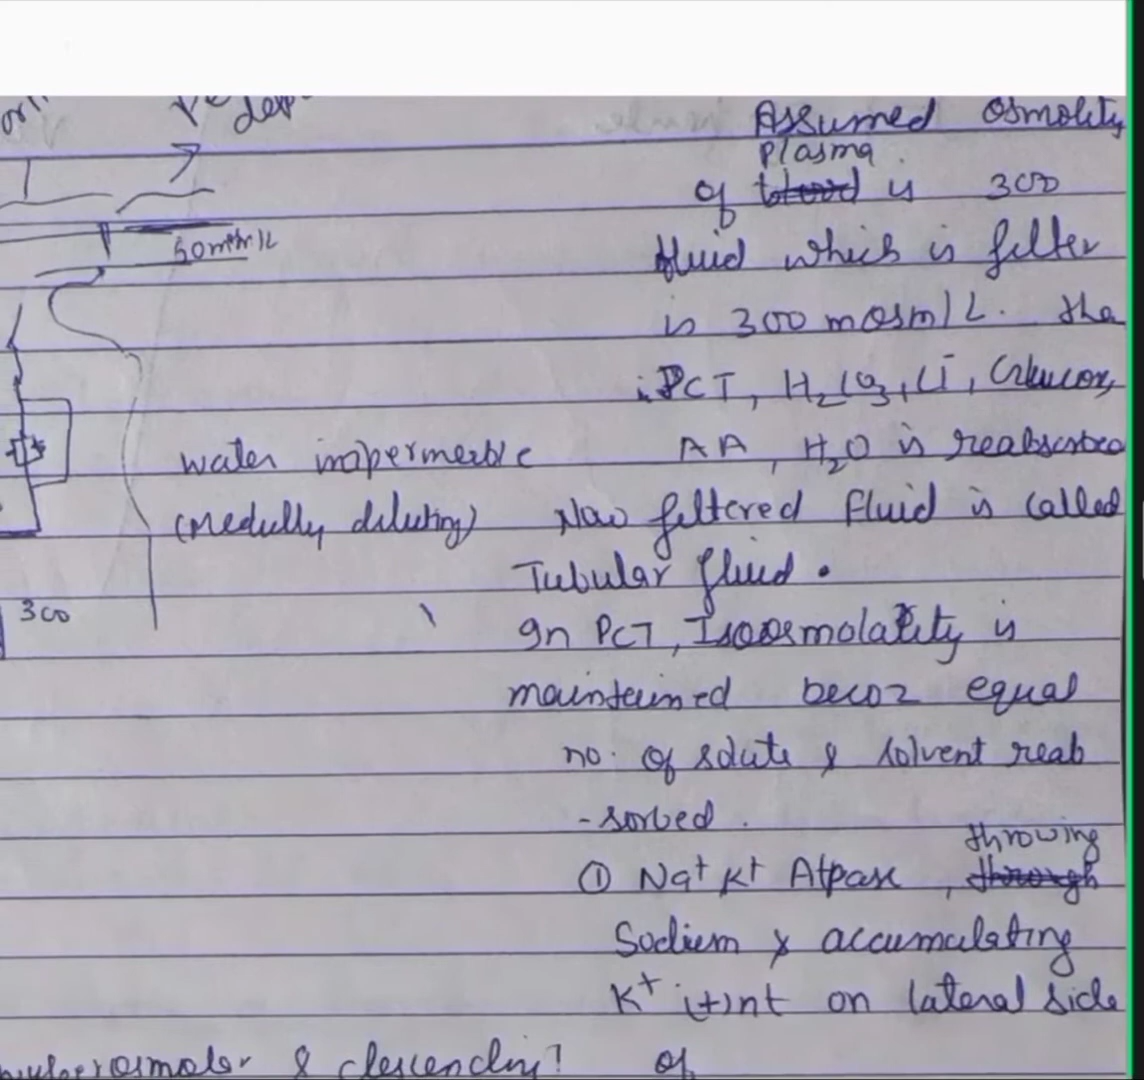 Assumed Osmolity
plasma
of blood is 300
50 mosm/L
fluid which is filter
is 300 mosm/L. the
PCT, H2CO3, Glucose,
AA, H2O is reabsorbed
water impermeable
(medully diluting) Now filtered fluid is called
Tubular fluid.
300
In PCT, Isoosmolality is
maintained becoz equal
no. of solute & solvent reab
-sorbed.
throwing
① Na+ K+ Atpase, through
Sodium & accumulating
K+ (+)nt on lateral side
& descending of